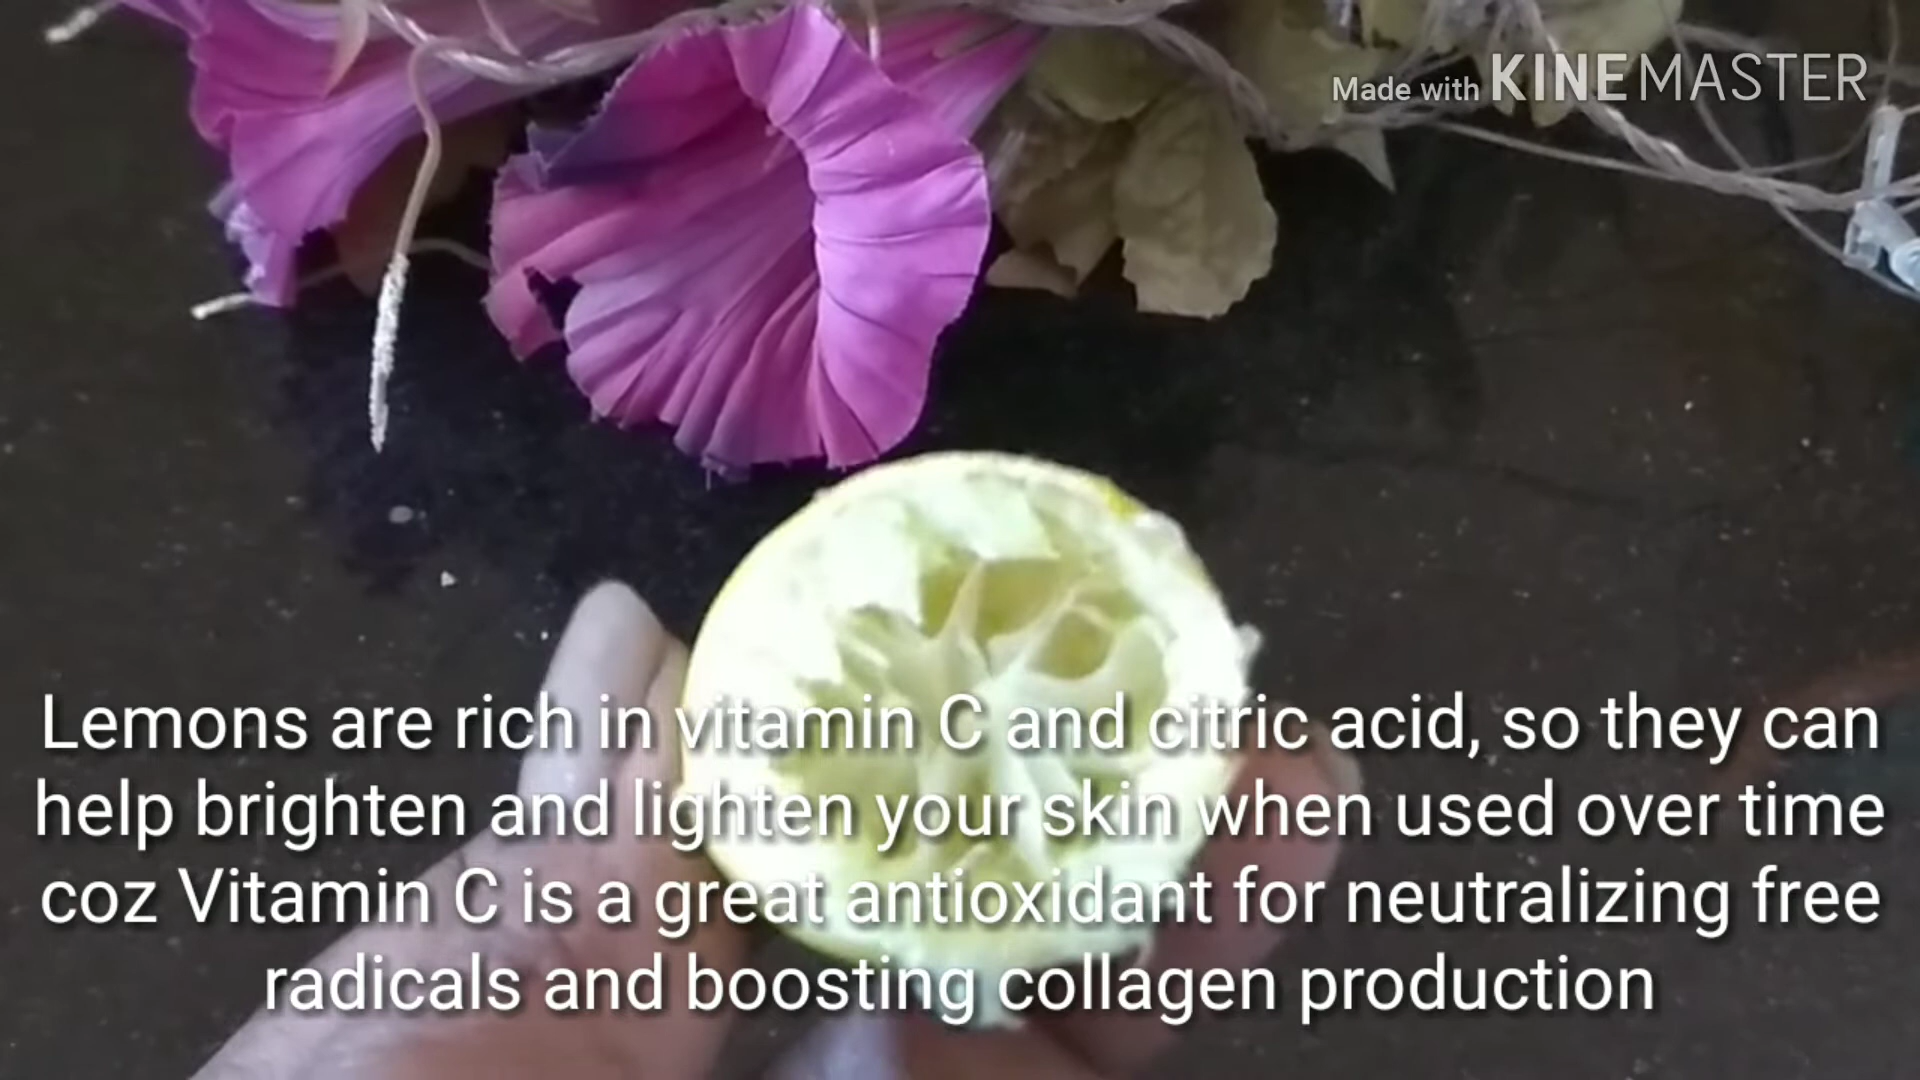 Made with KINEMASTER
Lemons are rich in vitamin C and citric acid, so they can
help brighten and lighten your skin when used over time
coz Vitamin C is a great antioxidant for neutralizing free
radicals and boosting collagen production